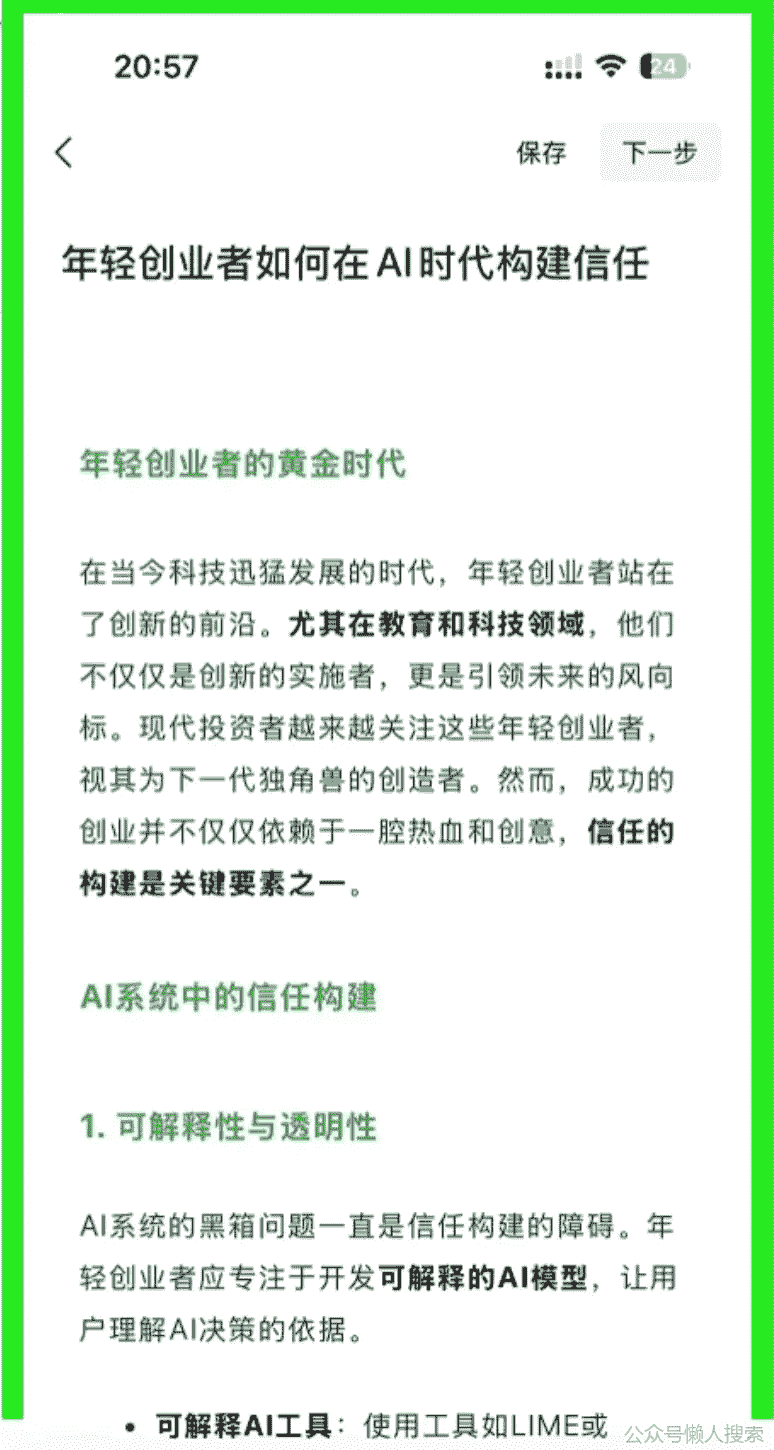 20:57
24
保存
下一步
年轻创业者如何在AI时代构建信任
年轻创业者的黄金时代
在当今科技迅猛发展的时代，年轻创业者站在
了创新的前沿。尤其在教育和科技领域，他们
不仅仅是创新的实施者，更是引领未来的风向
标。现代投资者越来越关注这些年轻创业者，
视其为下一代独角兽的创造者。然而，成功的
创业并不仅仅依赖于一腔热血和创意，信任的
构建是关键要素之一。
AI系统中的信任构建
1. 可解释性与透明性
AI系统的黑箱问题一直是信任构建的障碍。年
轻创业者应专注于开发可解释的AI模型，让用
户理解AI决策的依据。
• 可解释AI工具：使用工具如LIME或
公众号懒人搜索